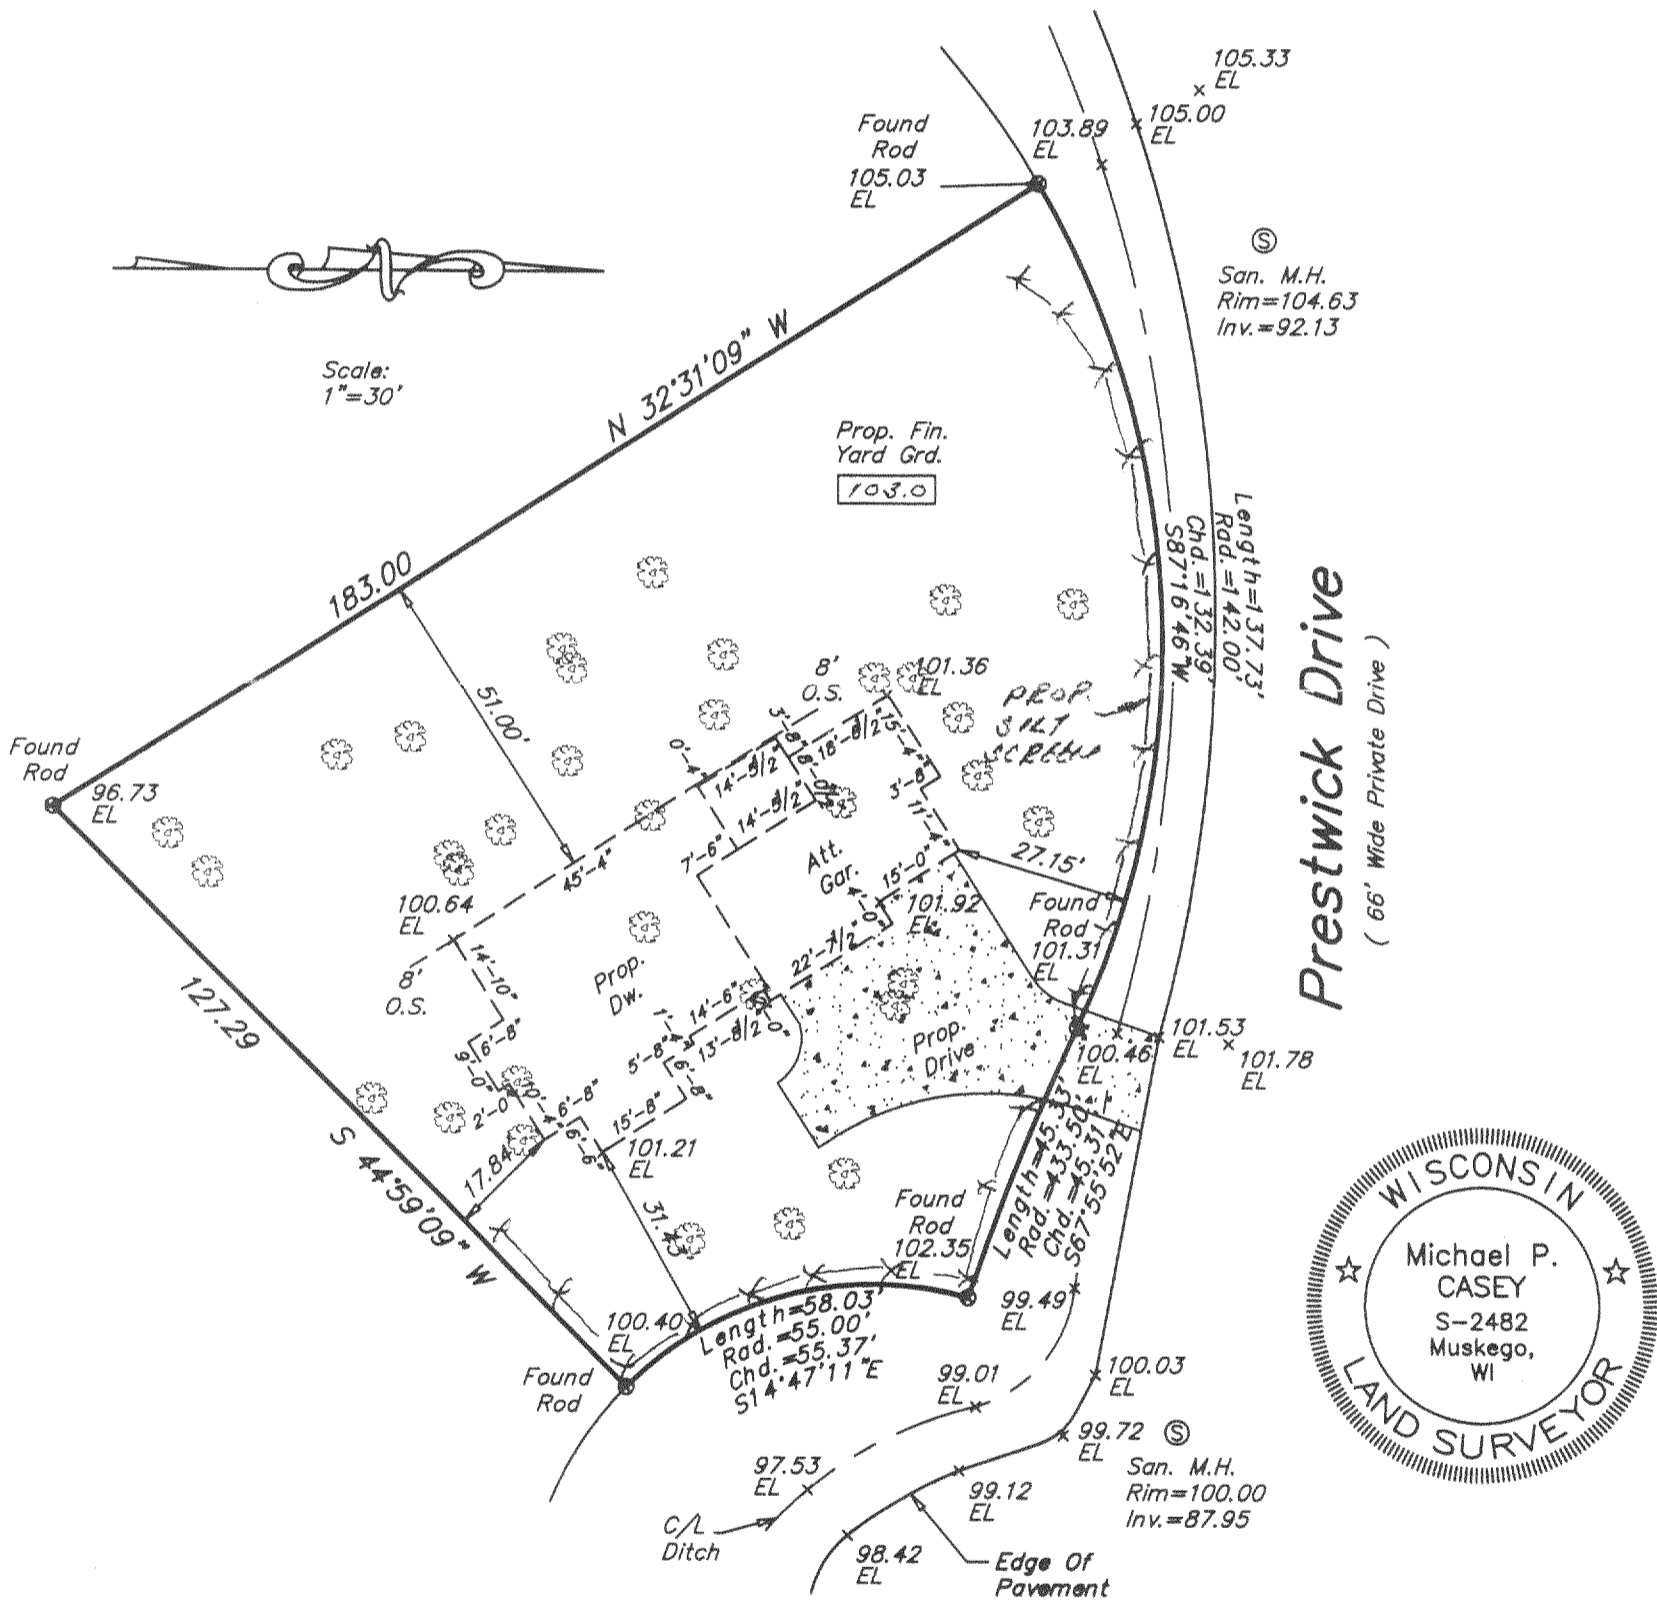 105.33
EL
105.00
EL
103.89
EL
Found
Rod
105.03
EL
S
San. M.H.
Rim=104.63
Inv.=92.13
Scale:
1"=30'
N 32°31'09" W
183.00
Prop. Fin.
Yard Grd.
103.0
Length=137.73'
Rad.=142.00'
Chd.=132.39'
S87°16'46"W
Prestwick Drive
( 66' Wide Private Drive )
51.00'
8'
O.S.
101.36
EL
PROP.
SILT
SCREEN
Found
Rod
96.73
EL
0'-4"
14'-5 1/2"
14'-5 1/2"
18'-8 1/2"
15'-4"
3'-8"
11'-4"
7'-6"
45'-4"
Att.
Gar.
15'-0"
27.15'
100.64
EL
101.92
EL
Found
Rod
101.31
EL
8'
O.S.
14'-10"
Prop.
Dw.
22'-7 1/2"
14'-6"
13'-8 1/2"
5'-8"
6'-8"
6'-8"
9'-0"
2'-0"
6'-8"
6'-6"
15'-8"
Prop.
Drive
101.53
EL
101.78
EL
100.46
EL
127.29
S 44°59'09" W
17.84'
101.21
EL
31.43'
Found
Rod
102.35
EL
Length=45.33'
Rad.=433.50'
Chd.=45.31'
S67°55'52"E
100.40
EL
Found
Rod
Length=58.03'
Rad.=55.00'
Chd.=55.37'
S14°47'11"E
99.49
EL
99.01
EL
100.03
EL
99.72
EL
S
San. M.H.
Rim=100.00
Inv.=87.95
97.53
EL
99.12
EL
C/L
Ditch
98.42
EL
Edge Of
Pavement
WISCONSIN
Michael P.
CASEY
S-2482
Muskego,
WI
LAND SURVEYOR